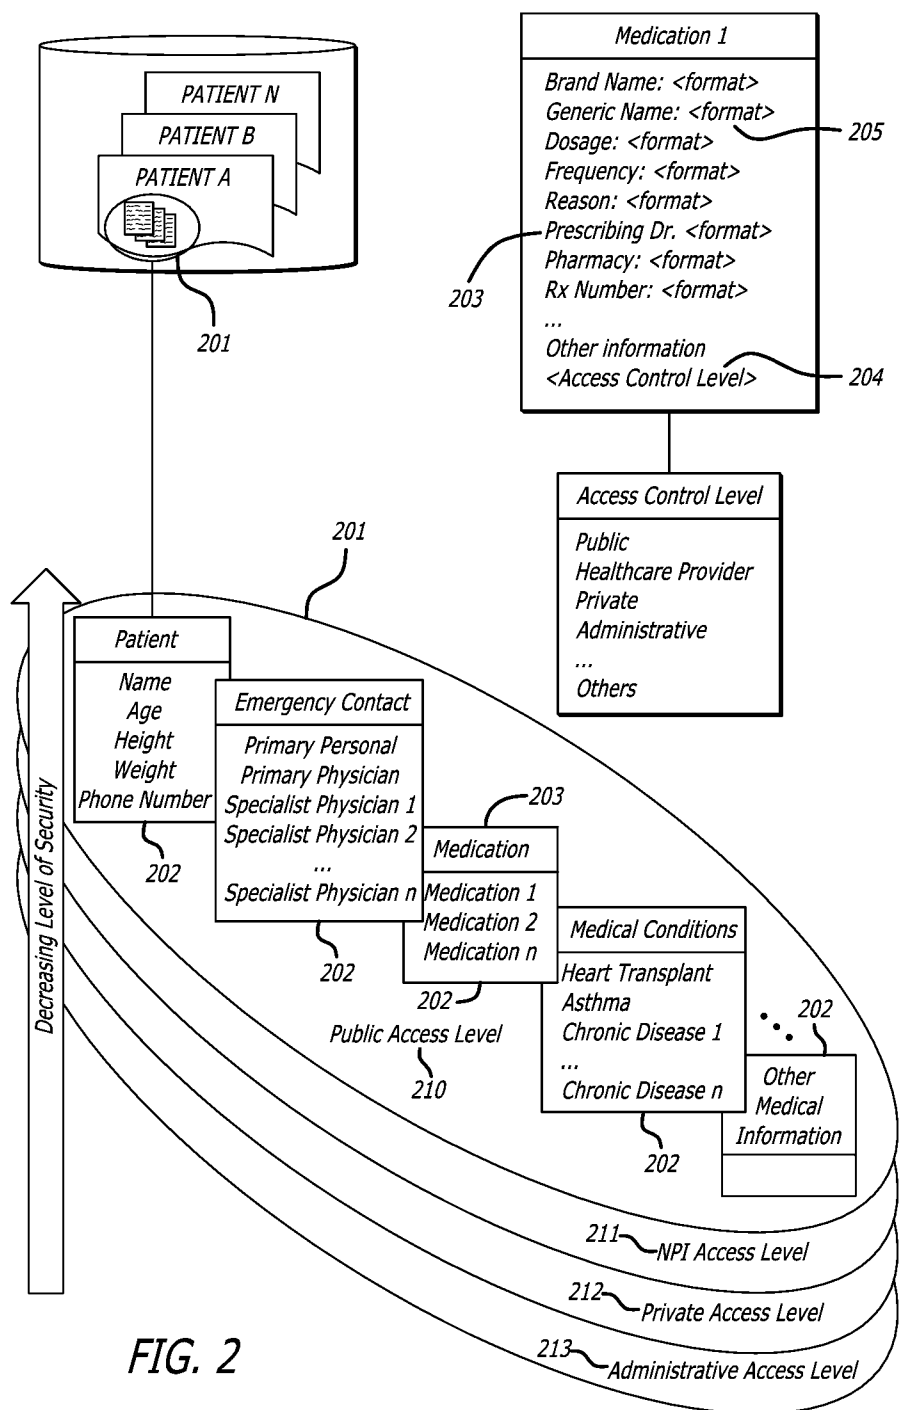 PATIENT N
PATIENT B
PATIENT A
201
Medication 1
Brand Name: <format>
Generic Name: <format>
205
Dosage: <format>
Frequency: <format>
Reason: <format>
203
Prescribing Dr. <format>
Pharmacy: <format>
Rx Number: <format>
...
Other information
<Access Control Level>
204
Access Control Level
Public
Healthcare Provider
Private
Administrative
...
Others
201
Decreasing Level of Security
Patient
Name
Age
Height
Weight
Phone Number
202
Emergency Contact
Primary Personal
Primary Physician
Specialist Physician 1
Specialist Physician 2
...
Specialist Physician n
202
203
Medication
Medication 1
Medication 2
Medication n
202
Public Access Level
210
Medical Conditions
Heart Transplant
Asthma
Chronic Disease 1
...
Chronic Disease n
202
202
Other
Medical
Information
211
NPI Access Level
212
Private Access Level
213
Administrative Access Level
FIG. 2